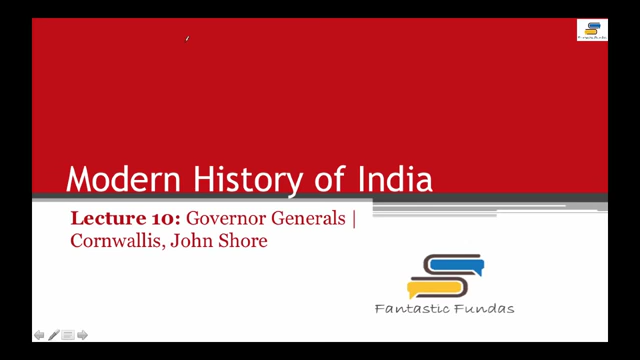 Modern History of India
Lecture 10: Governor Generals |
Cornwallis, John Shore
Fantastic Fundas